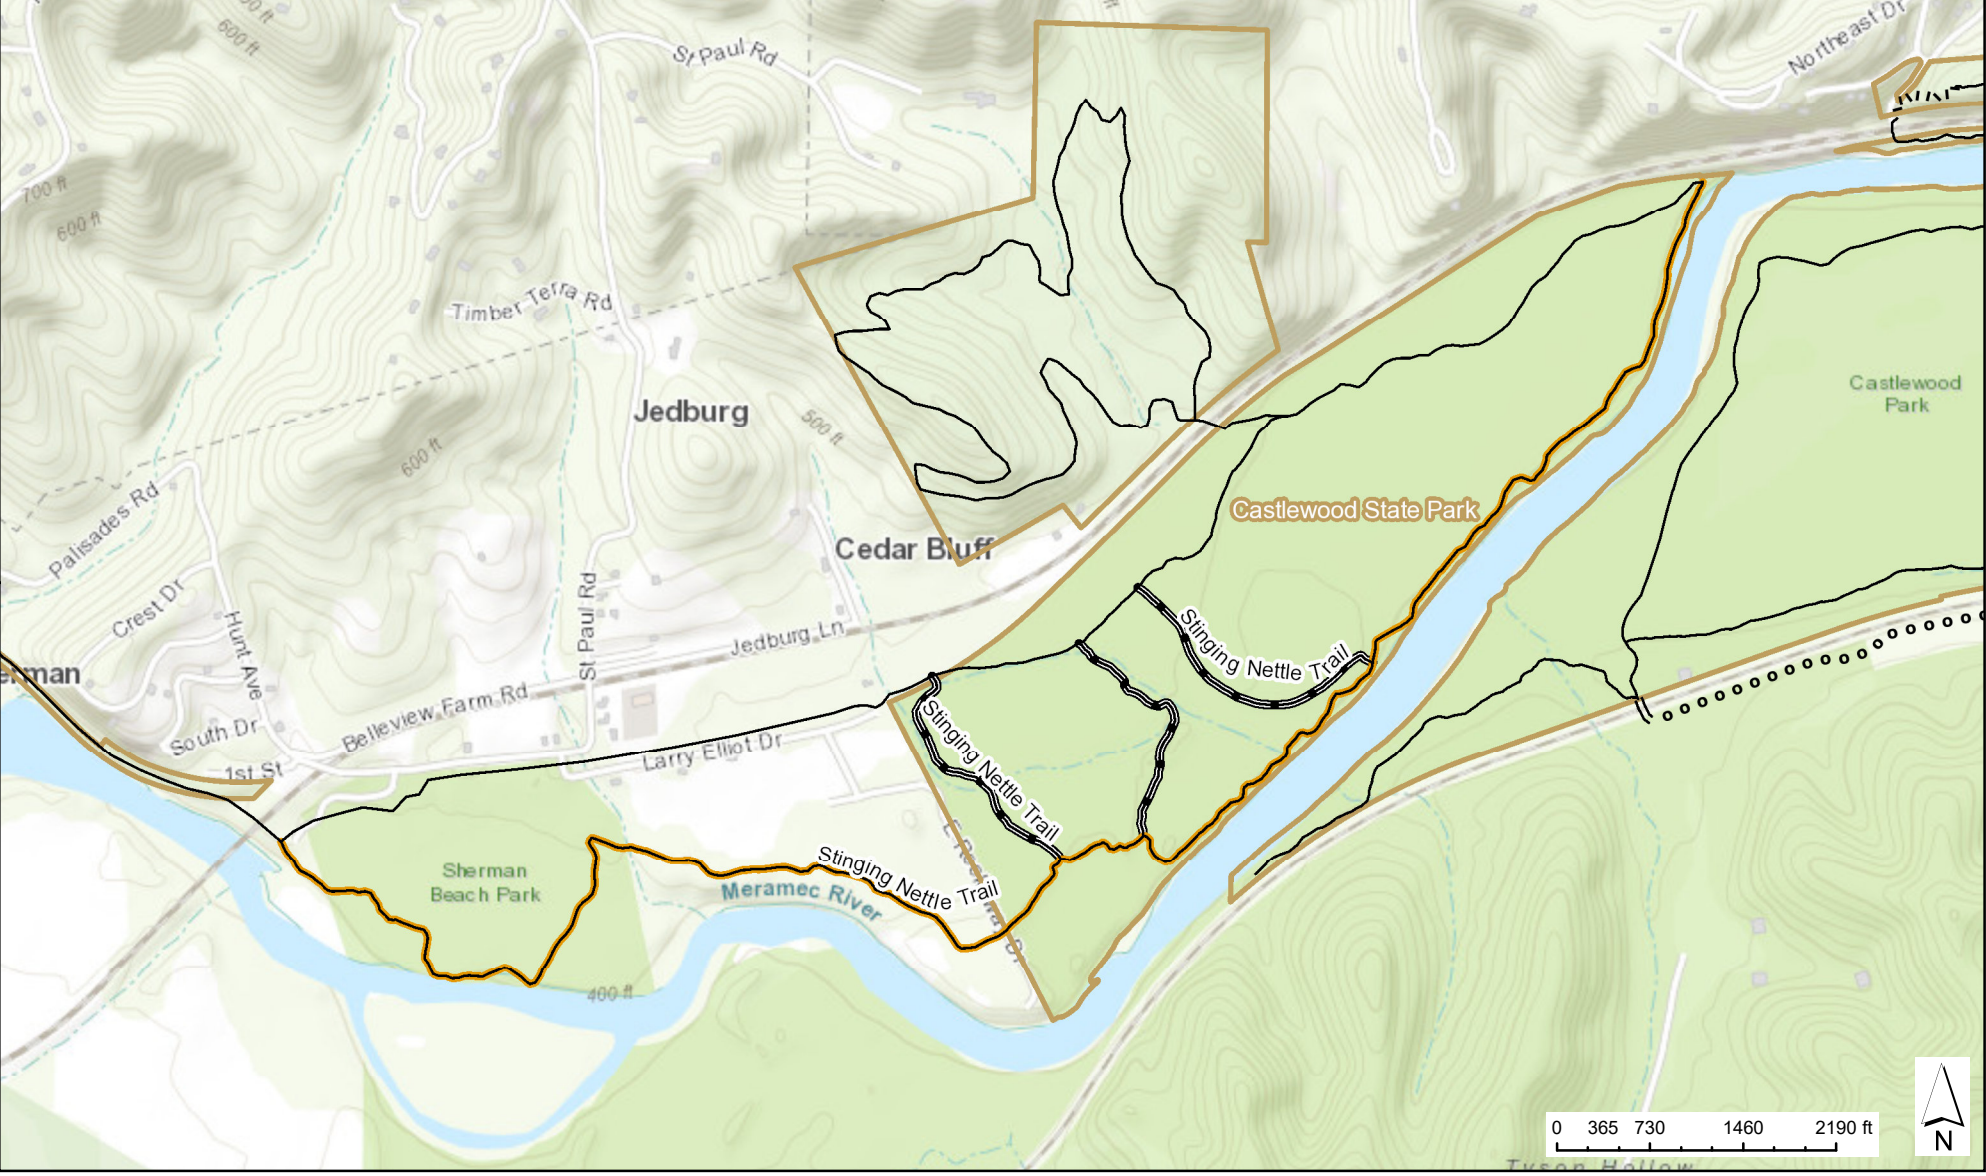 600 ft
St Paul Rd
Northeast Dr
700 ft
600 ft
Timber Terra Rd
Jedburg
500 ft
600 ft
Castlewood
Park
Castlewood State Park
Palisades Rd
Cedar Bluff
Crest Dr
Hunt Ave
St Paul Rd
Jedburg Ln
Stinging Nettle Trail
erman
Belleview Farm Rd
South Dr
Larry Elliot Dr
1st St
Stinging Nettle Trail
Sherman
Beach Park
Stinging Nettle Trail
Meramec River
400 ft
0 365 730 1460 2190 ft
N
Tyson Hollow